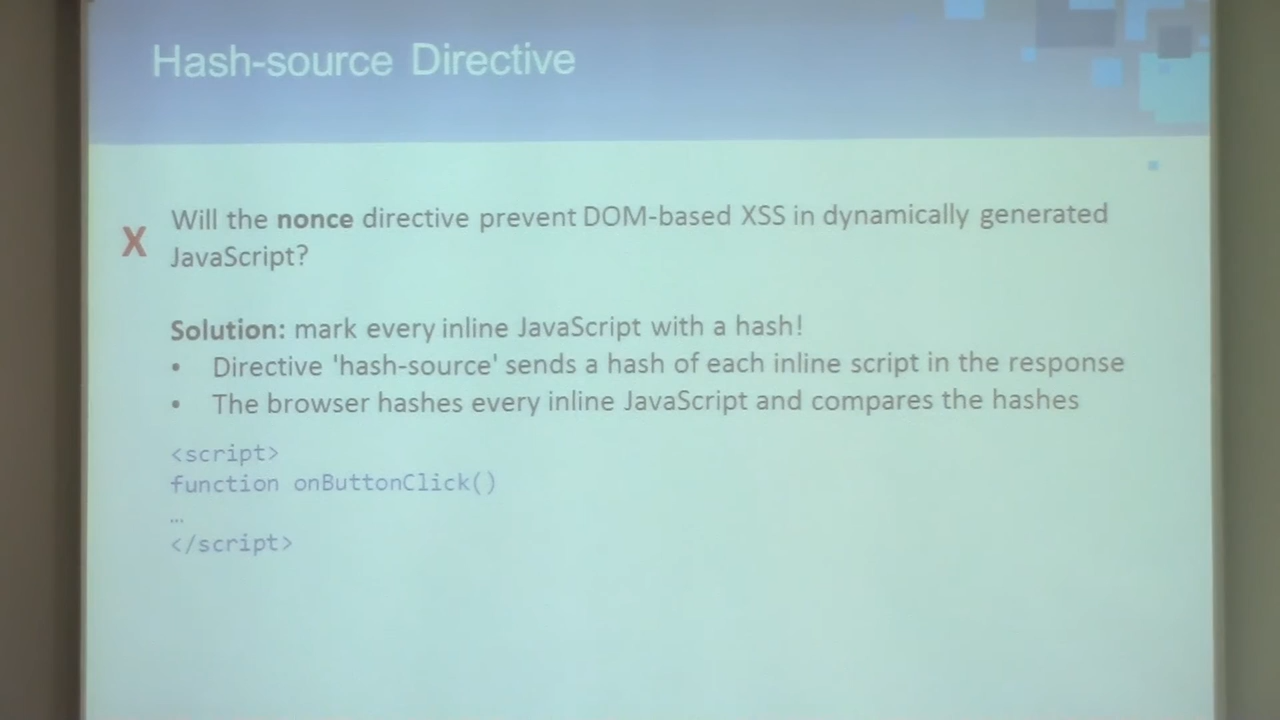 Hash-source Directive
X
Will the nonce directive prevent DOM-based XSS in dynamically generated
JavaScript?
Solution: mark every inline JavaScript with a hash!
• Directive 'hash-source' sends a hash of each inline script in the response
• The browser hashes every inline JavaScript and compares the hashes
<script>
function onButtonClick()
…
</script>